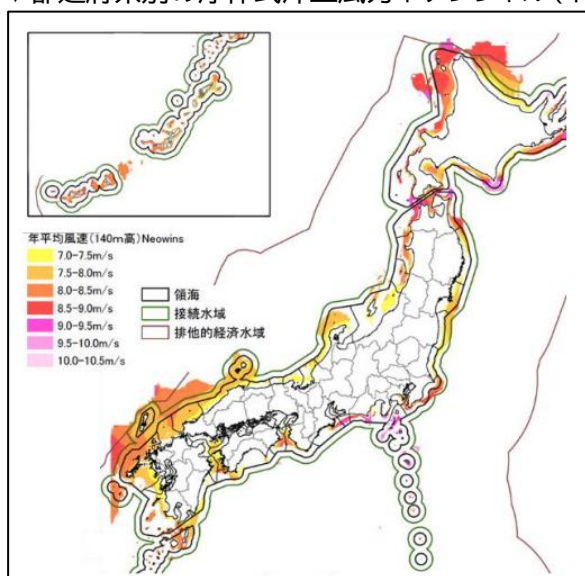 年平均風速(140m高)Neowins
7.0-7.5m/s
7.5-8.0m/s
8.0-8.5m/s
8.5-9.0m/s
9.0-9.5m/s
9.5-10.0m/s
10.0-10.5m/s
領海
接続水域
排他的経済水域